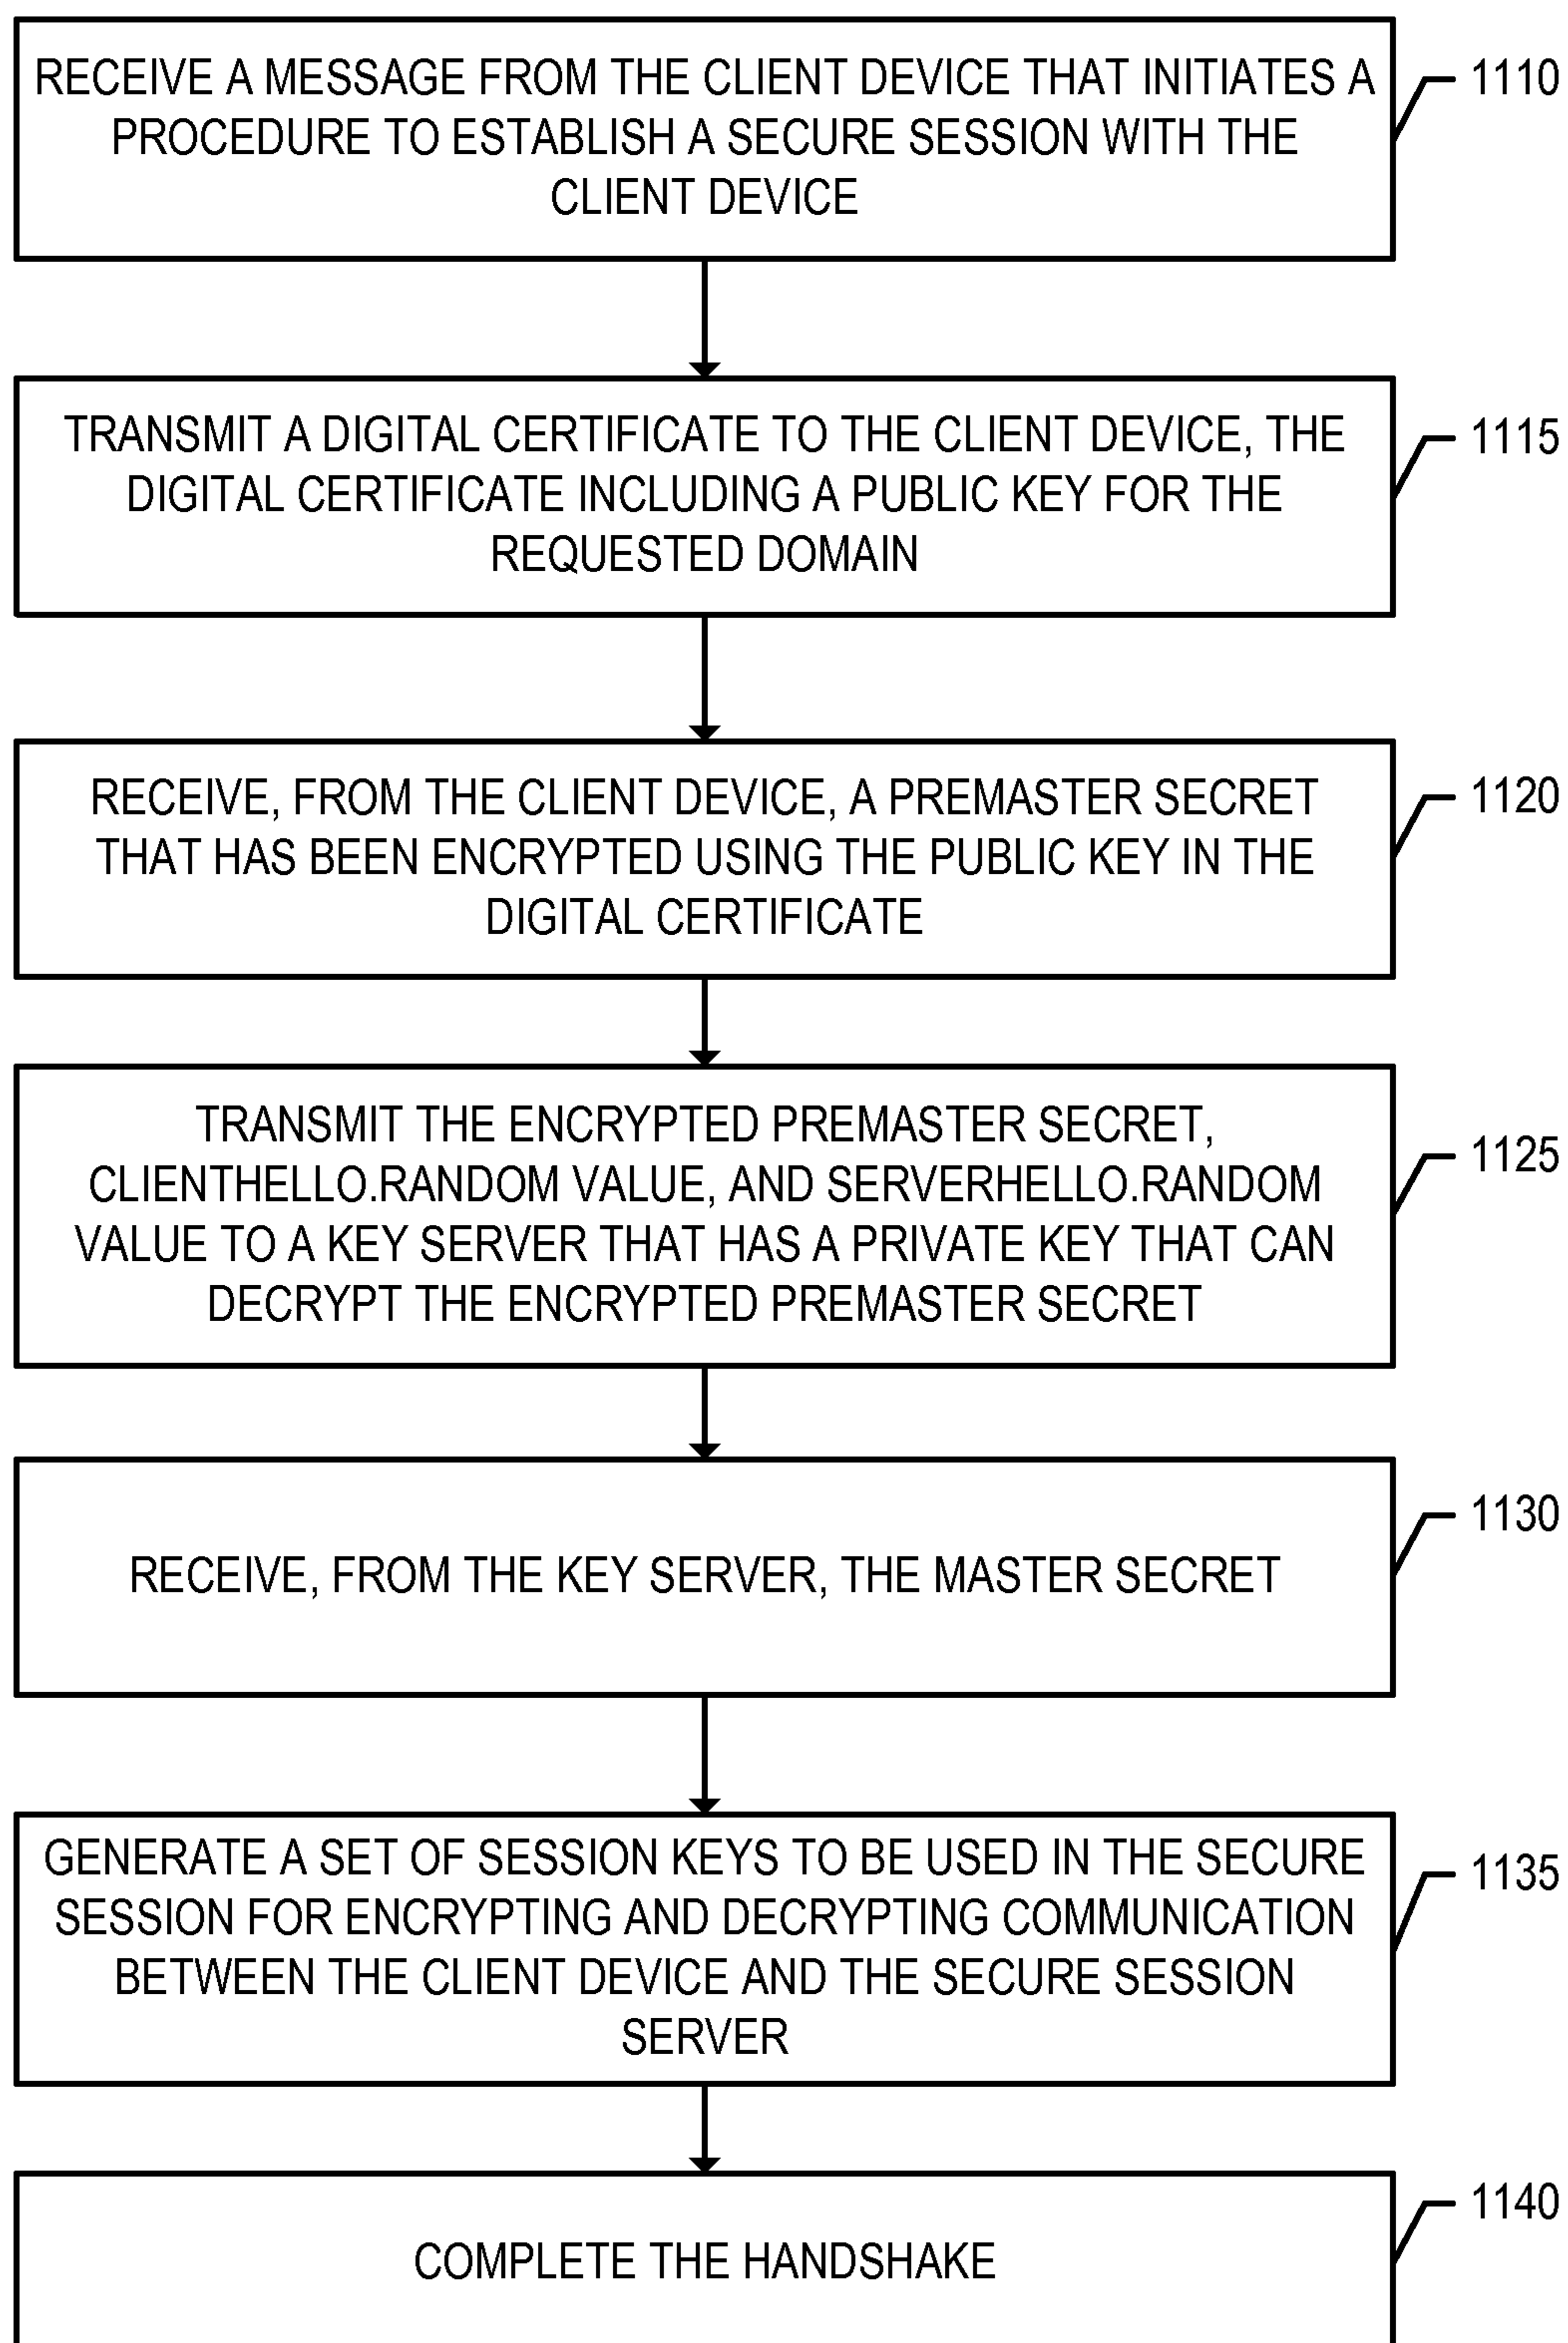 RECEIVE A MESSAGE FROM THE CLIENT DEVICE THAT INITIATES A
PROCEDURE TO ESTABLISH A SECURE SESSION WITH THE
CLIENT DEVICE
1110
TRANSMIT A DIGITAL CERTIFICATE TO THE CLIENT DEVICE, THE
DIGITAL CERTIFICATE INCLUDING A PUBLIC KEY FOR THE
REQUESTED DOMAIN
1115
RECEIVE, FROM THE CLIENT DEVICE, A PREMASTER SECRET
THAT HAS BEEN ENCRYPTED USING THE PUBLIC KEY IN THE
DIGITAL CERTIFICATE
1120
TRANSMIT THE ENCRYPTED PREMASTER SECRET,
CLIENTHELLO.RANDOM VALUE, AND SERVERHELLO.RANDOM
VALUE TO A KEY SERVER THAT HAS A PRIVATE KEY THAT CAN
DECRYPT THE ENCRYPTED PREMASTER SECRET
1125
RECEIVE, FROM THE KEY SERVER, THE MASTER SECRET
1130
GENERATE A SET OF SESSION KEYS TO BE USED IN THE SECURE
SESSION FOR ENCRYPTING AND DECRYPTING COMMUNICATION
BETWEEN THE CLIENT DEVICE AND THE SECURE SESSION
SERVER
1135
COMPLETE THE HANDSHAKE
1140